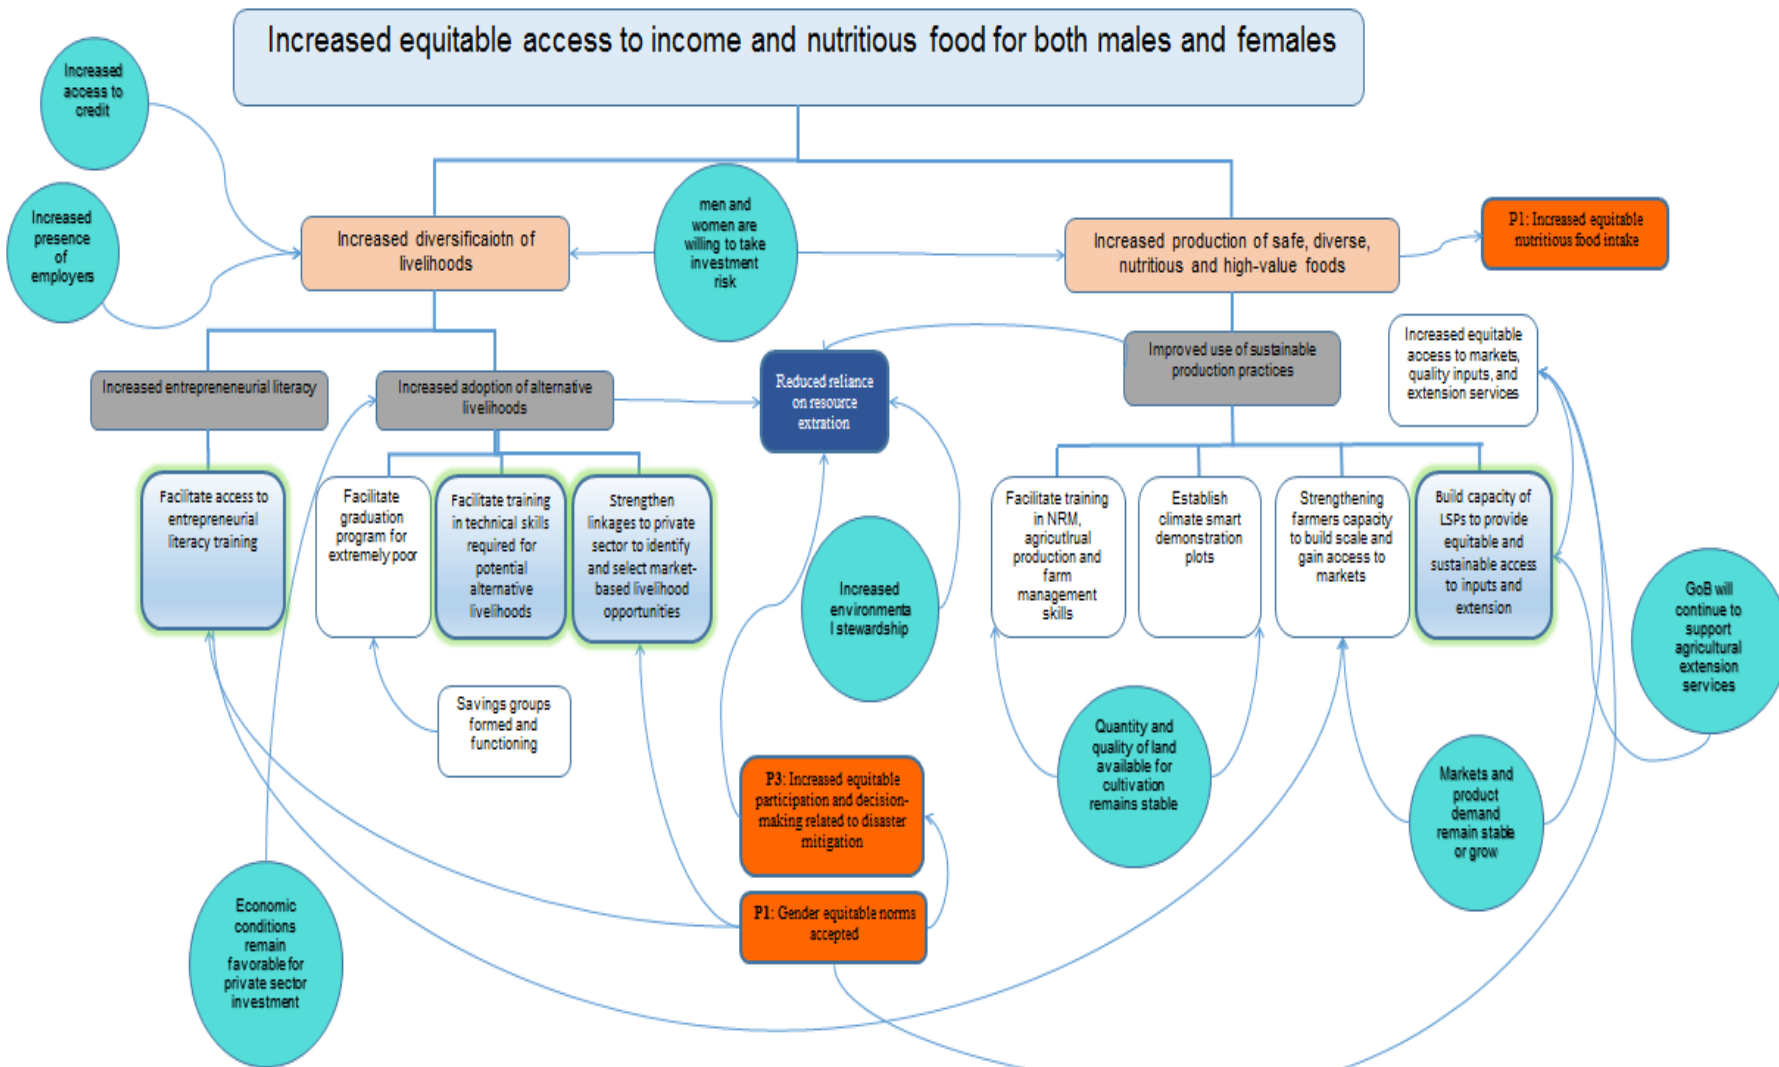 Increased equitable access to income and nutritious food for both males and females
Increased
access to
credit
Increased
presence
of
employers
Increased diversificaiotn of
livelihoods
men and
women are
willing to take
investment
risk
Increased production of safe, diverse,
nutritious and high-value foods
P1: Increased equitable
nutritious food intake
Increased entrepreneneurial literacy
Increased adoption of alternative
livelihoods
Reduced reliance
on resource
extration
Improved use of sustainable
production practices
Increased equitable
access to markets,
quality inputs, and
extension services
Facilitate access to
entrepreneurial
literacy training
Facilitate
graduation
program for
extremely poor
Facilitate training
in technical skills
required for
potential
alternative
livelihoods
Strengthen
linkages to private
sector to identify
and select market-
based livelihood
opportunities
Increased
environmenta
l stewardship
Facilitate training
in NRM,
agricutlrual
production and
farm
management
skills
Establish
climate smart
demonstration
plots
Strengthening
farmers capacity
to build scale and
gain access to
markets
Build capacity of
LSPs to provide
equitable and
sustainable access
to inputs and
extension
GoB will
continue to
support
agricultural
extension
services
Savings groups
formed and
functioning
Quantity and
quality of land
available for
cultivation
remains stable
Markets and
product
demand
remain stable
or grow
P3: Increased equitable
participation and decision-
making related to disaster
mitigation
P1: Gender equitable norms
accepted
Economic
conditions
remain
favorable for
private sector
investment